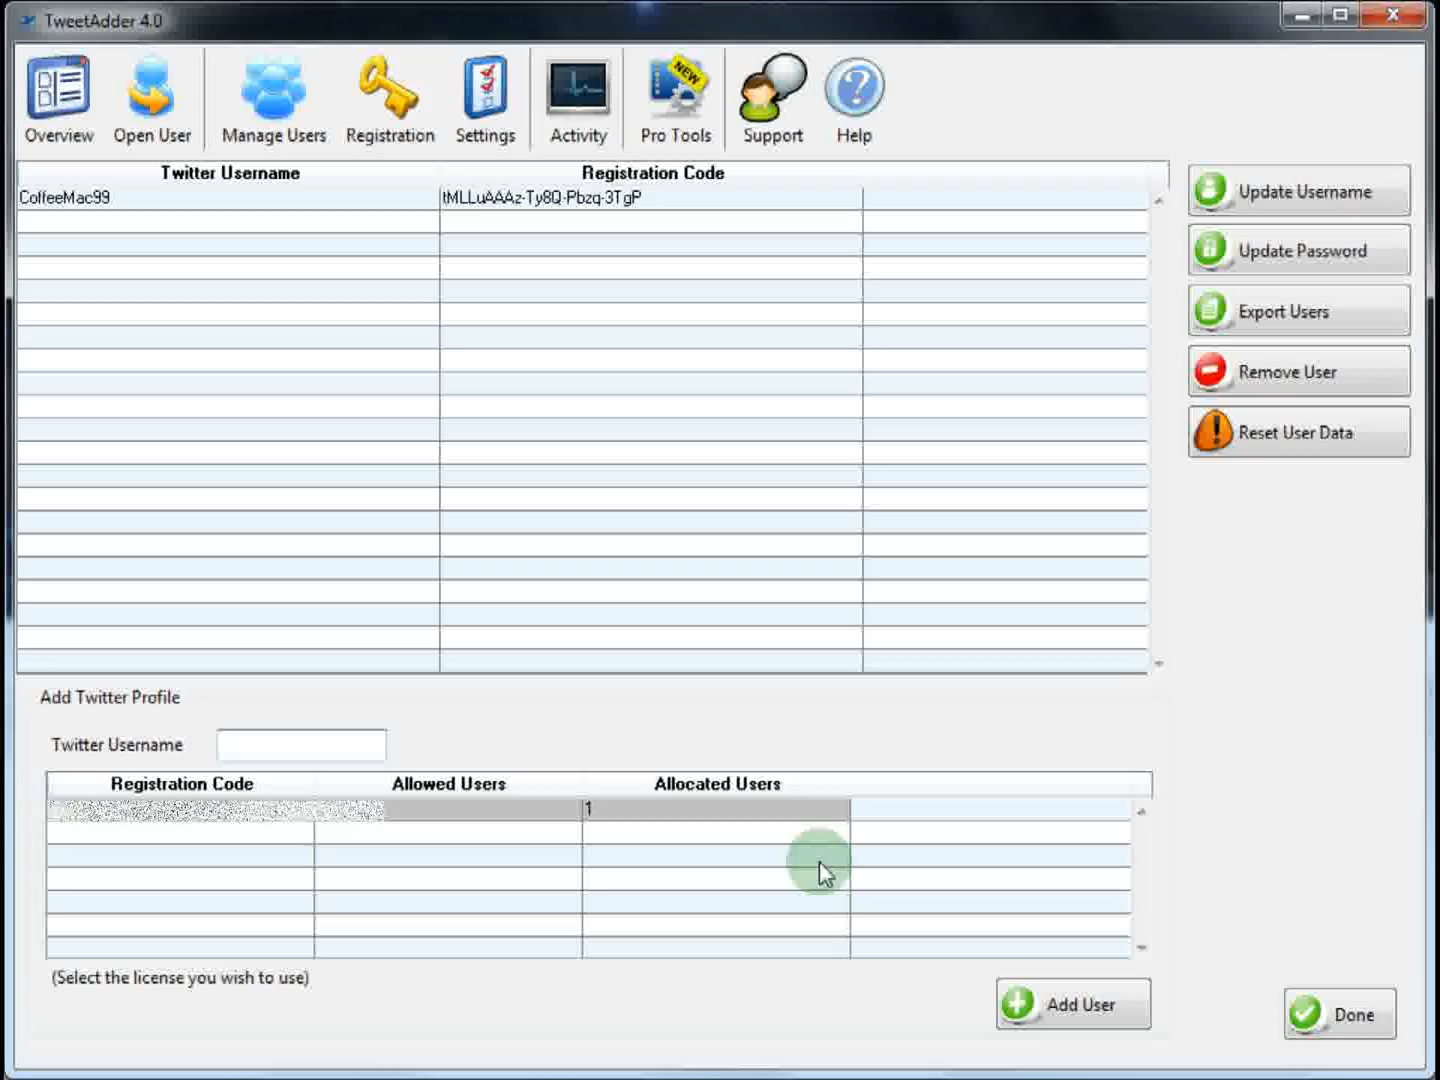 TweetAdder 4.0
NEW
Overview Open User Manage Users Registration Settings Activity Pro Tools Support Help
Twitter Username Registration Code
CoffeeMac99 tMLLuAAAz-Ty8Q-Pbzq-3TgP
Update Username
Update Password
Export Users
Remove User
Reset User Data
Add Twitter Profile
Twitter Username
Registration Code Allowed Users Allocated Users
1
(Select the license you wish to use)
Add User
Done